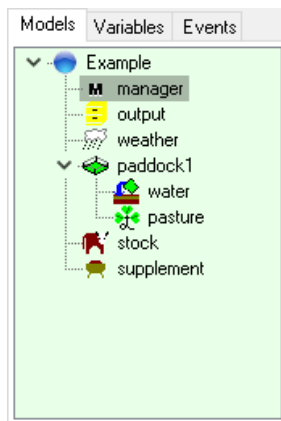 Models Variables Events
Example
M manager
output
weather
paddock1
water
pasture
stock
supplement